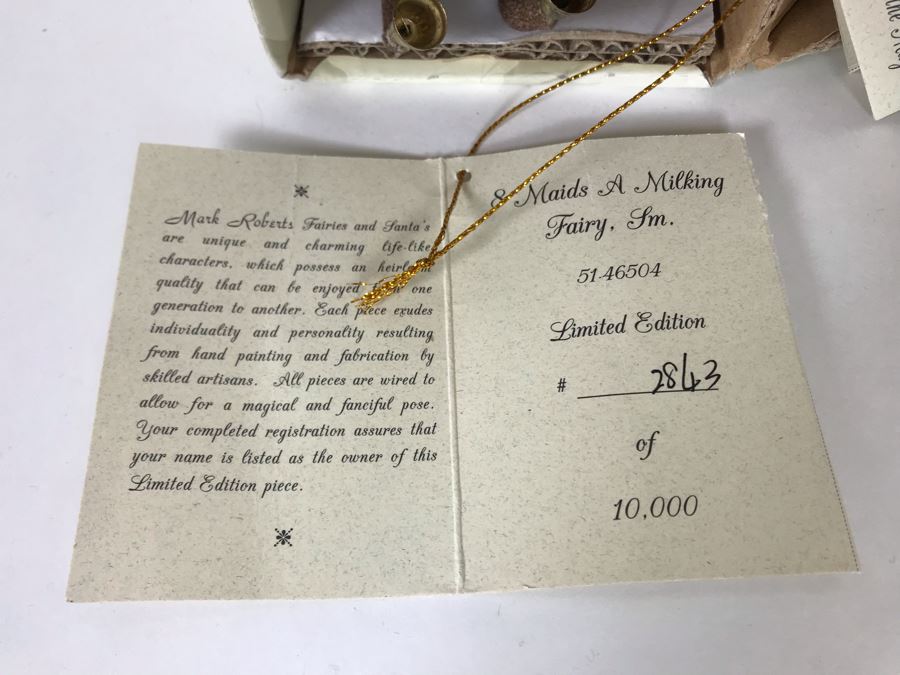 Mark Roberts Fairies and Santa's
are unique and charming life-like
characters, which possess an heirloom
quality that can be enjoyed from one
generation to another. Each piece exudes
individuality and personality resulting
from hand painting and fabrication by
skilled artisans. All pieces are wired to
allow for a magical and fanciful pose.
Your completed registration assures that
your name is listed as the owner of this
Limited Edition piece.
8 Maids A Milking
Fairy, Sm.
51-46504
Limited Edition
# 2843
of
10,000
the